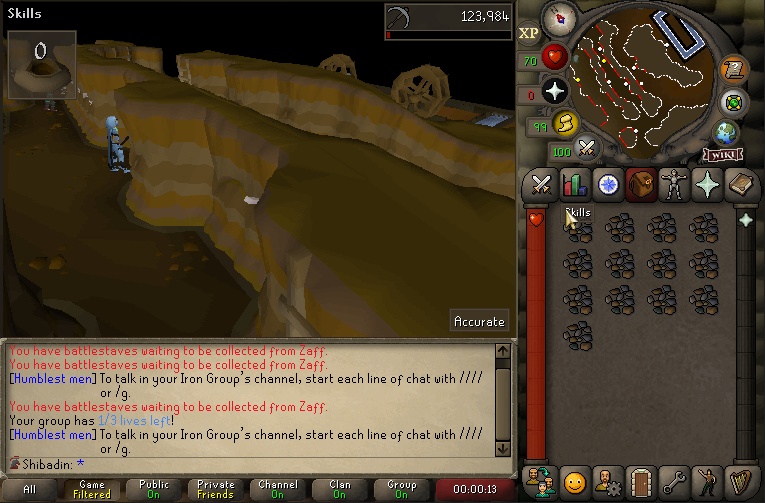 Skills
0
123,984
XP
70
0
99
100
WIKI
Skills
Accurate
You have battlestaves waiting to be collected from Zaff.
You have battlestaves waiting to be collected from Zaff.
[Humblest men] To talk in your Iron Group's channel, start each line of chat with ////
or /g.
You have battlestaves waiting to be collected from Zaff.
Your group has 1/3 lives left!
[Humblest men] To talk in your Iron Group's channel, start each line of chat with ////
or /g.
Shibadin: *
All
Game
Filtered
Public
On
Private
Friends
Channel
On
Clan
On
Group
On
00:00:13